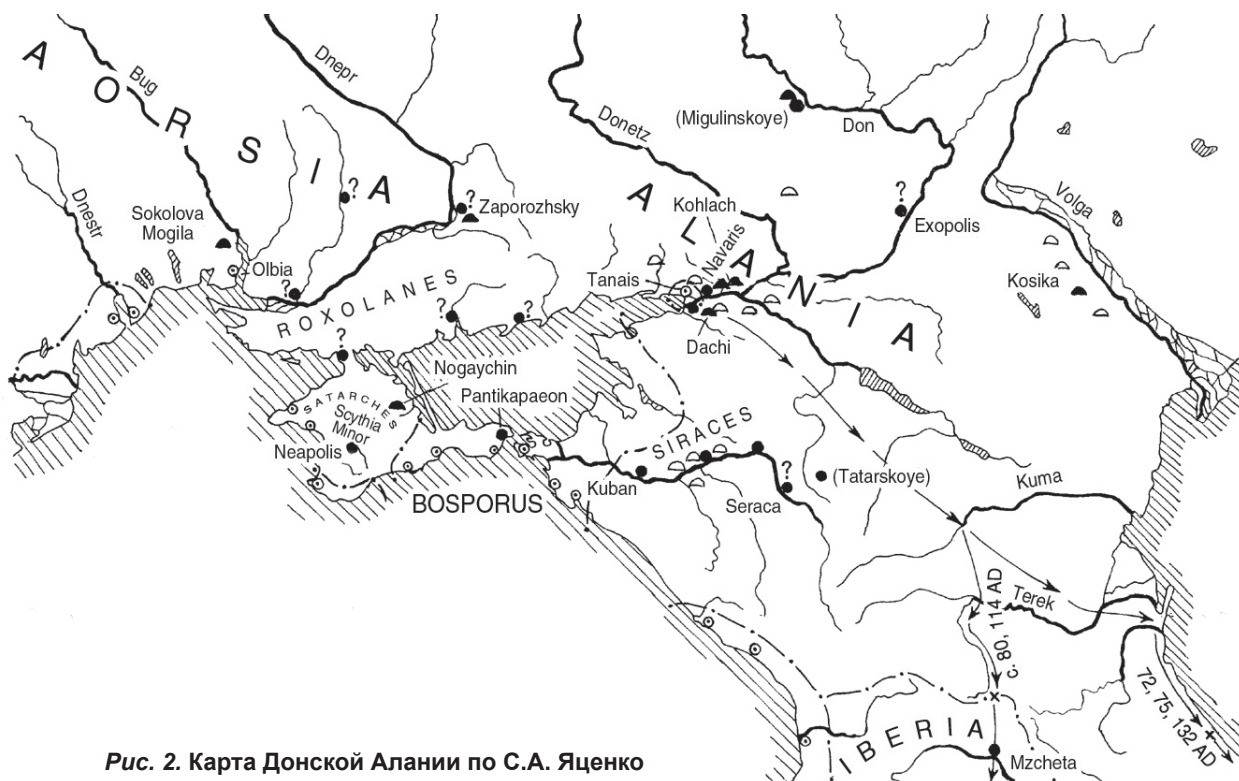 AORSIA
Bug
Dnepr
Dnestr
Sokolova
Mogila
Olbia
?
?
?
Zaporozhsky
ROXOLANES
?
?
?
Donetz
(Migulinskoye)
Don
ALANIA
Kohlach
Navaris
Tanais
Dachi
?
Exopolis
Volga
Kosika
Nogaychin
SATARCHES
Scythia
Minor
Neapolis
Pantikapaeon
BOSPORUS
SIRACES
Kuban
Seraca
?
(Tatarskoye)
Kuma
Terek
c. 80, 114 AD
72, 75, 132 AD
IBERIA
Mzcheta
Рис. 2. Карта Донской Алании по С.А. Яценко